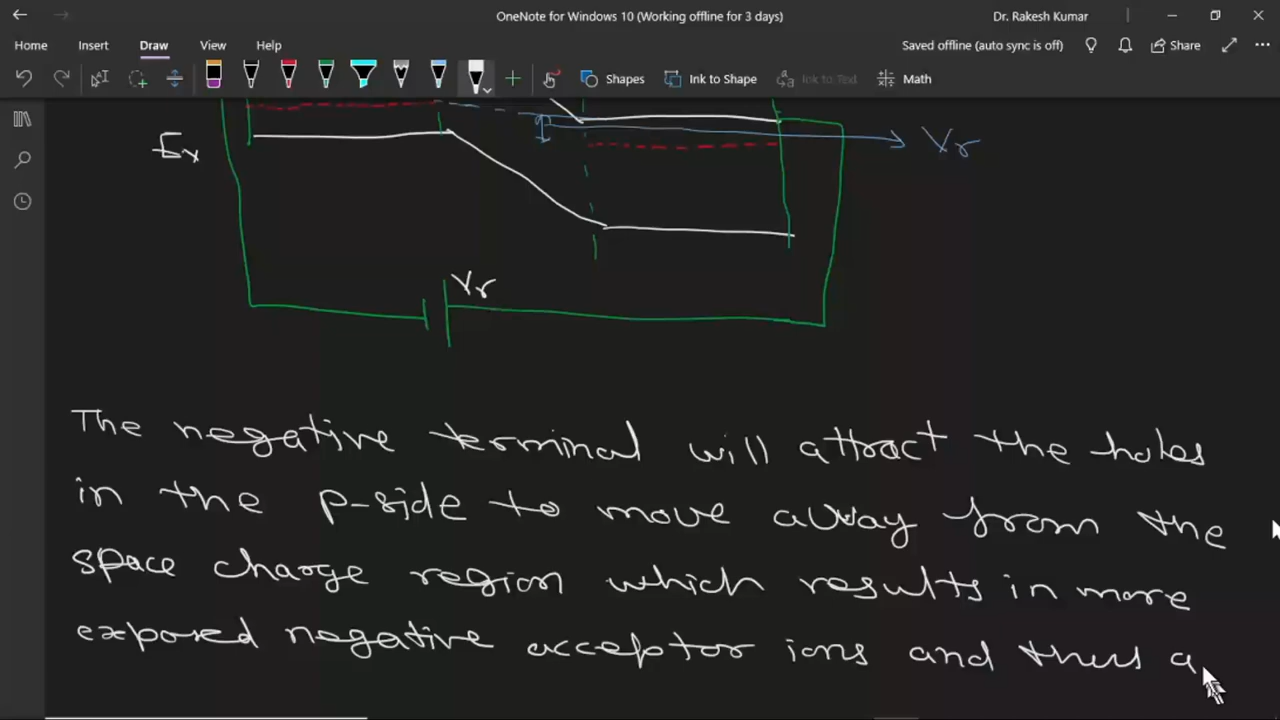 OneNote for Windows 10 (Working offline for 3 days)
Dr. Rakesh Kumar
Home Insert Draw View Help
Saved offline (auto sync is off) Share
Shapes Ink to Shape Ink to Text Math
Vr
Vr
The negative terminal will attract the holes
in the p-side to move away from the
space charge region which results in more
exposed negative acceptor ions and thus a